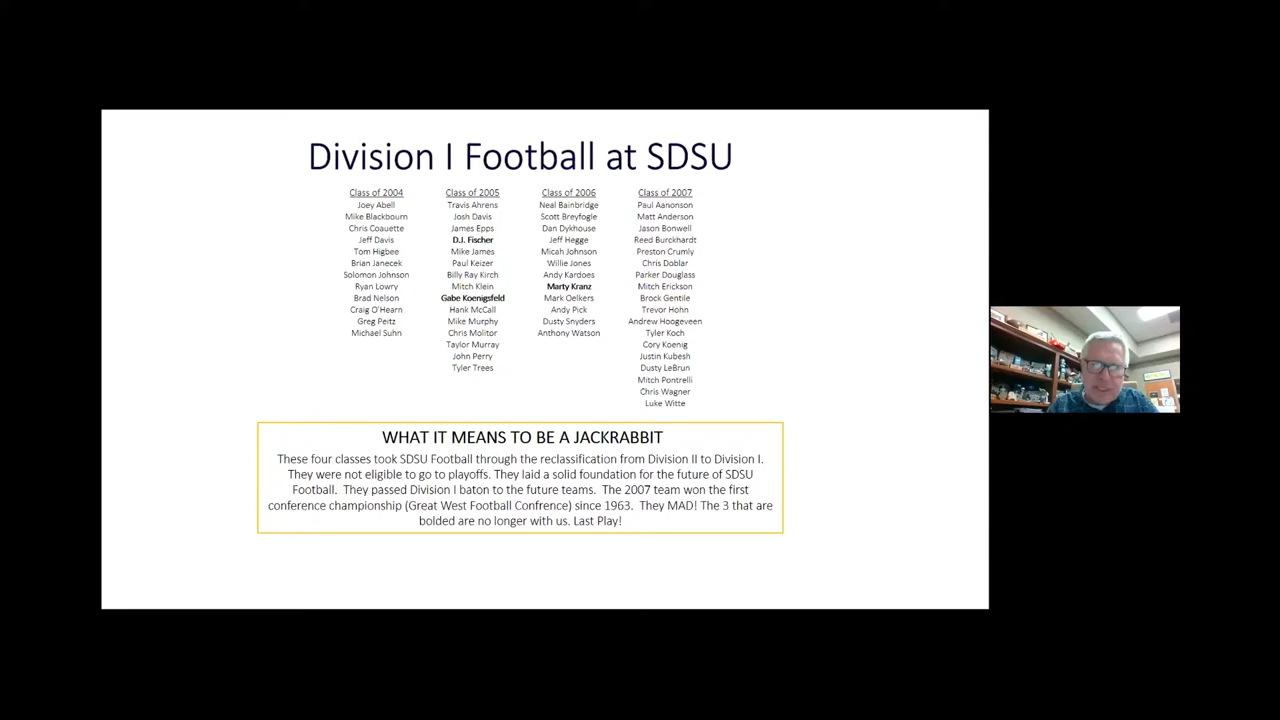 Division I Football at SDSU
Class of 2004
Joey Abell
Mike Blackbourn
Chris Coauette
Jeff Davis
Tom Higbee
Brian Janecek
Solomon Johnson
Ryan Lowry
Brad Nelson
Craig O'Hearn
Greg Peitz
Michael Suhn
Class of 2005
Travis Ahrens
Josh Davis
James Epps
D.J. Fischer
Mike James
Paul Keizer
Billy Ray Kirch
Mitch Klein
Gabe Koenigsfeld
Hank McCall
Mike Murphy
Chris Molitor
Taylor Murray
John Perry
Tyler Trees
Class of 2006
Neal Bainbridge
Scott Breyfogle
Dan Dykhouse
Jeff Hegge
Micah Johnson
Willie Jones
Andy Kardoes
Marty Kranz
Mark Oelkers
Andy Pick
Dusty Snyders
Anthony Watson
Class of 2007
Paul Aanonson
Matt Anderson
Jason Bonwell
Reed Burckhardt
Preston Crumly
Chris Doblar
Parker Douglass
Mitch Erickson
Brock Gentile
Trevor Hohn
Andrew Hoogeveen
Tyler Koch
Cory Koenig
Justin Kubesh
Dusty LeBrun
Mitch Pontrelli
Chris Wagner
Luke Witte
WHAT IT MEANS TO BE A JACKRABBIT
These four classes took SDSU Football through the reclassification from Division II to Division I.
They were not eligible to go to playoffs. They laid a solid foundation for the future of SDSU
Football. They passed Division I baton to the future teams. The 2007 team won the first
conference championship (Great West Football Confrence) since 1963. They MAD! The 3 that are
bolded are no longer with us. Last Play!